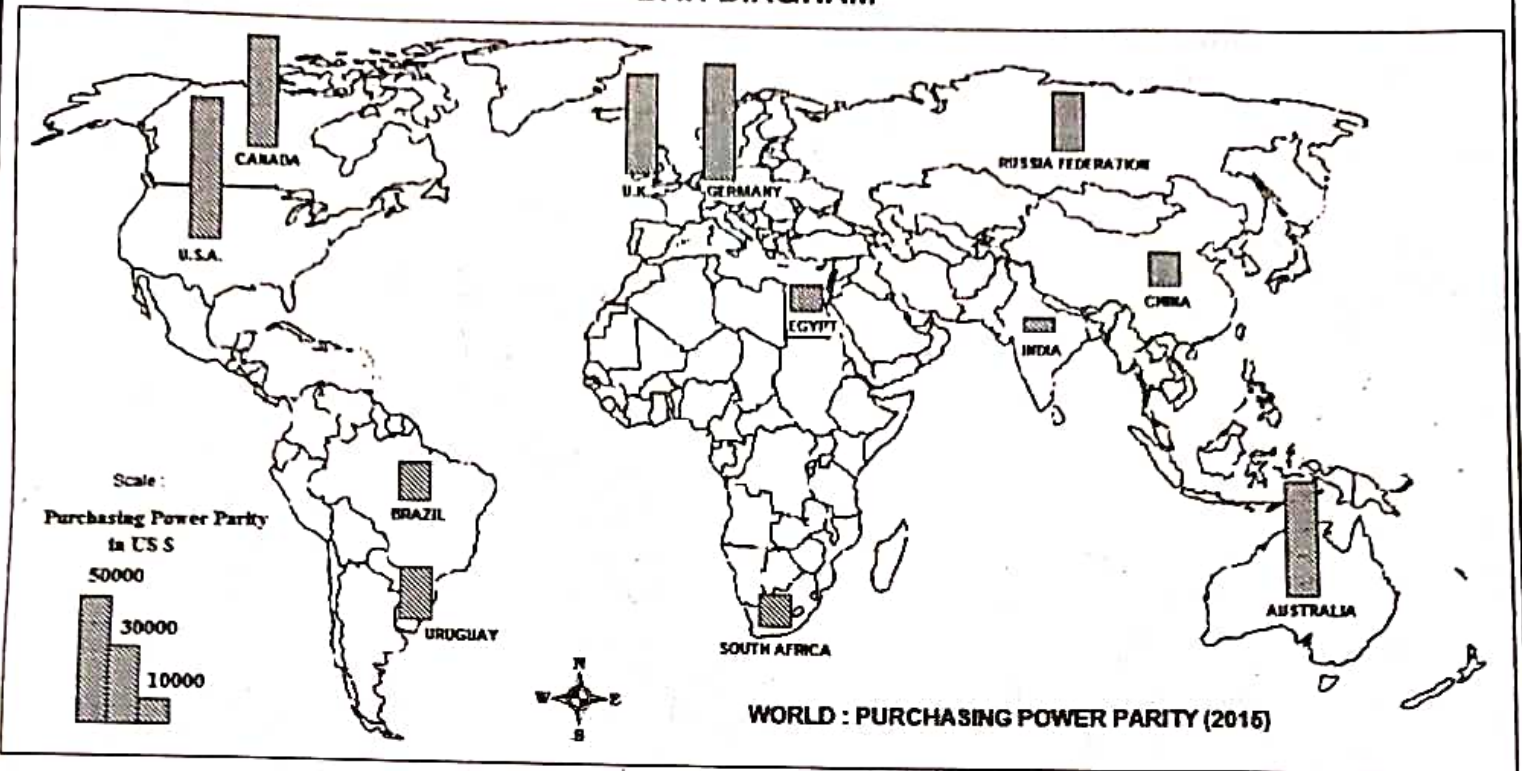 CANADA
U.S.A.
U.K.
GERMANY
RUSSIA FEDERATION
CHINA
EGYPT
INDIA
BRAZIL
URUGUAY
SOUTH AFRICA
AUSTRALIA
Scale :
Purchasing Power Parity
in US $
50000
30000
10000
N
W E
S
WORLD : PURCHASING POWER PARITY (2015)